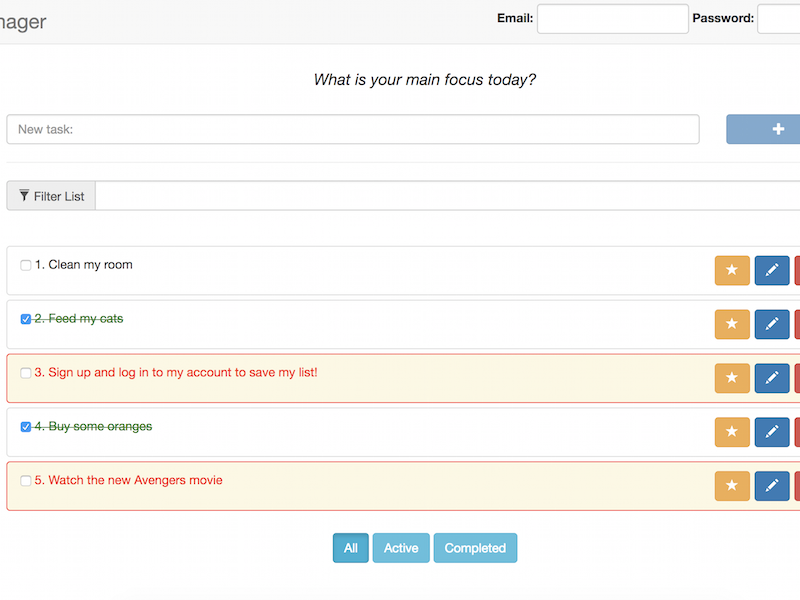 nager
Email:
Password:
What is your main focus today?
New task:
Filter List
1. Clean my room
2. Feed my cats
3. Sign up and log in to my account to save my list!
4. Buy some oranges
5. Watch the new Avengers movie
All Active Completed